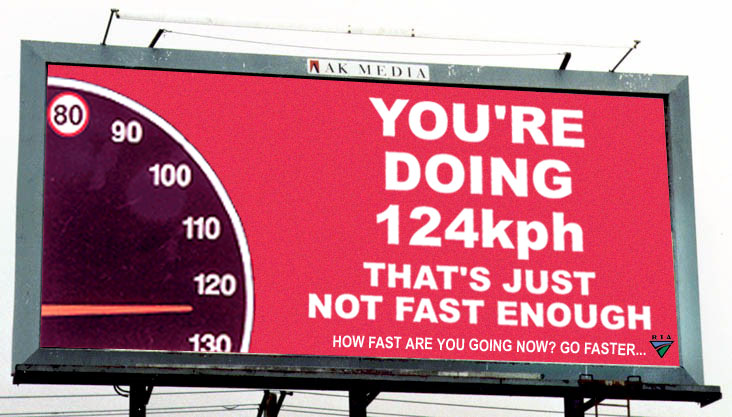 AK MEDIA
80
90
100
110
120
130
YOU'RE
DOING
124kph
THAT'S JUST
NOT FAST ENOUGH
HOW FAST ARE YOU GOING NOW? GO FASTER...
RTA